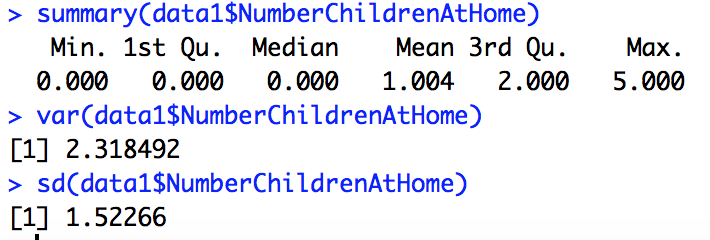 > summary(data1$NumberChildrenAtHome)
   Min. 1st Qu.  Median    Mean 3rd Qu.    Max.
  0.000   0.000   0.000   1.004   2.000   5.000
> var(data1$NumberChildrenAtHome)
[1] 2.318492
> sd(data1$NumberChildrenAtHome)
[1] 1.52266